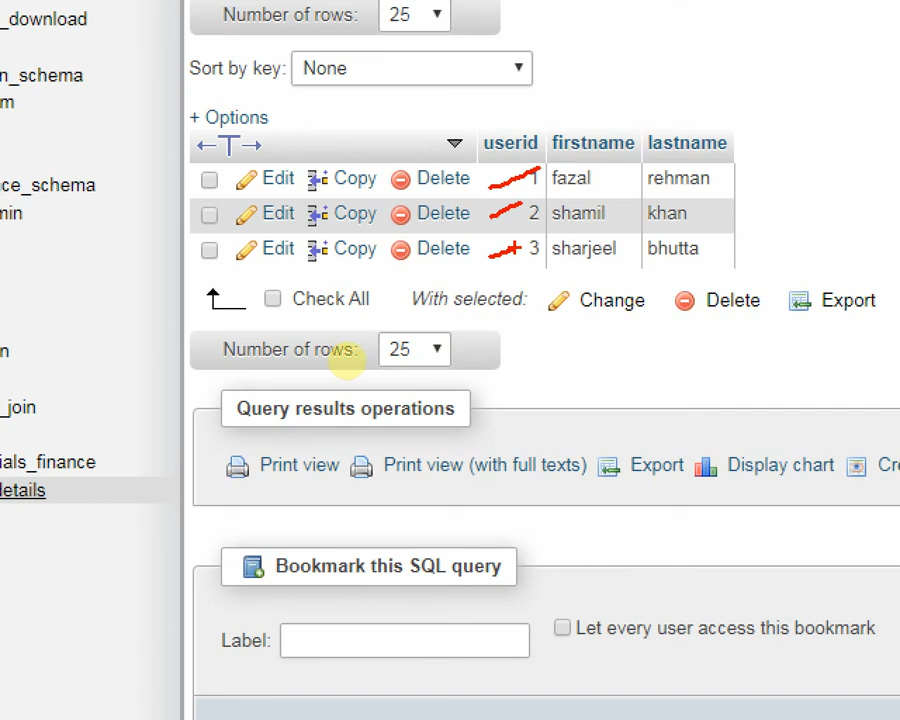 _download
Number of rows: 25
n_schema
Sort by key: None
m
+ Options
userid firstname lastname
Edit Copy Delete 1 fazal rehman
nce_schema
Edit Copy Delete 2 shamil khan
min
Edit Copy Delete 3 sharjeel bhutta
Check All With selected: Change Delete Export
n
Number of rows: 25
_join
Query results operations
ials_finance
Print view Print view (with full texts) Export Display chart Cr
details
Bookmark this SQL query
Label: Let every user access this bookmark